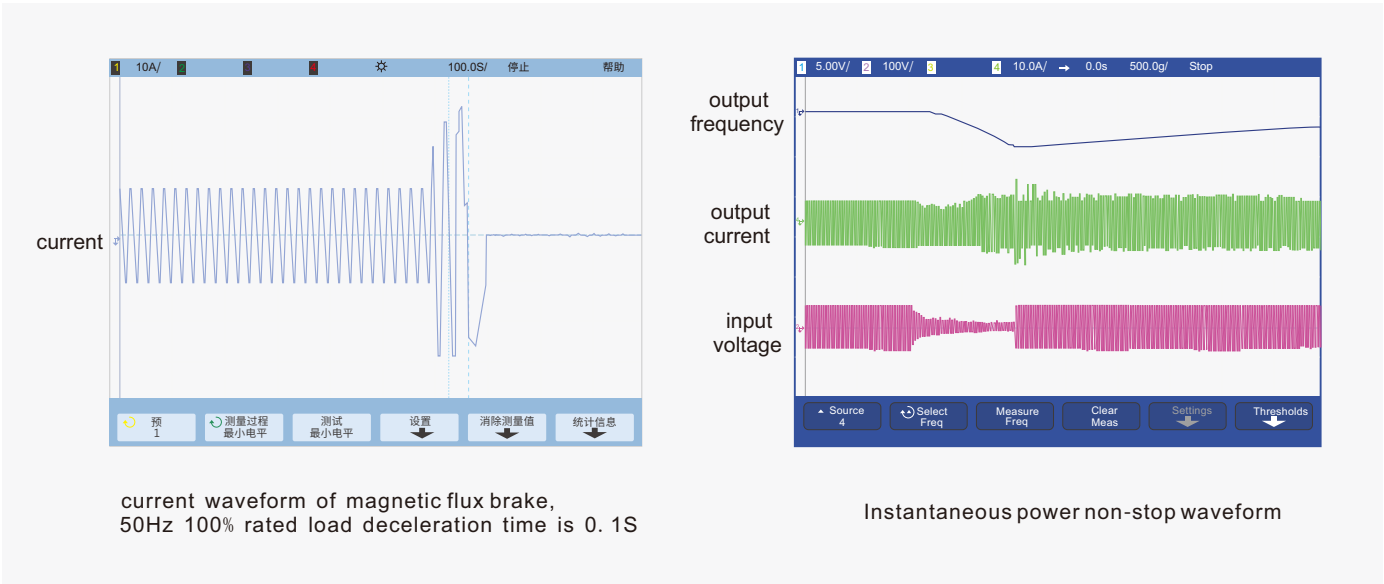 1 10A/ 2 3 4 100.0S/ 停止 帮助
current
预
1
测量过程
最小电平
测试
最小电平
设置
消除测量值
统计信息
current waveform of magnetic flux brake,
50Hz 100% rated load deceleration time is 0.1S
1 5.00V/ 2 100V/ 3 4 10.0A/ 0.0s 500.0g/ Stop
output
frequency
output
current
input
voltage
Source
4
Select
Freq
Measure
Freq
Clear
Meas
Settings
Thresholds
Instantaneous power non-stop waveform